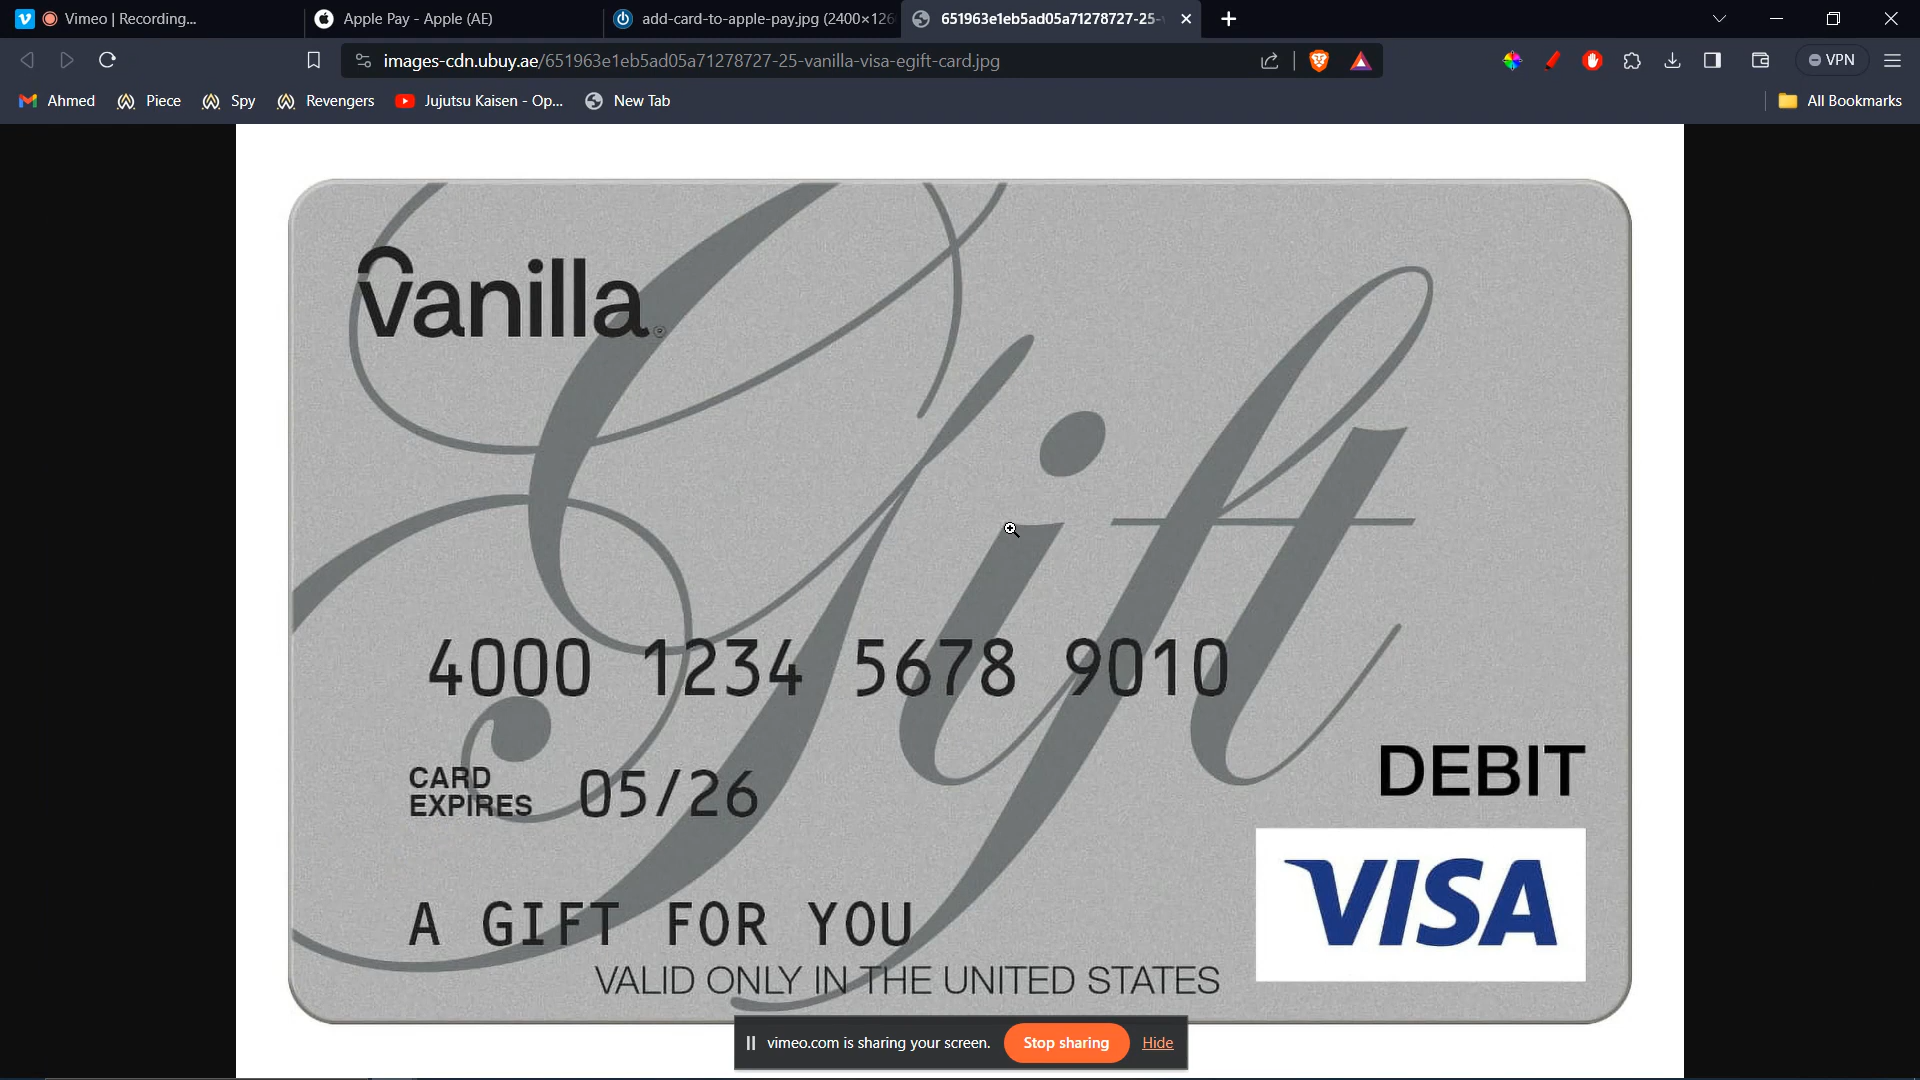 Vimeo | Recording...
Apple Pay - Apple (AE)
add-card-to-apple-pay.jpg (2400×126
651963e1eb5ad05a71278727-25-
images-cdn.ubuy.ae/651963e1eb5ad05a71278727-25-vanilla-visa-egift-card.jpg
VPN
Ahmed
Piece
Spy
Revengers
Jujutsu Kaisen - Op...
New Tab
All Bookmarks
vanilla®
Gift
4000 1234 5678 9010
DEBIT
CARD
EXPIRES 05/26
VISA
A GIFT FOR YOU
VALID ONLY IN THE UNITED STATES
vimeo.com is sharing your screen. Stop sharing Hide